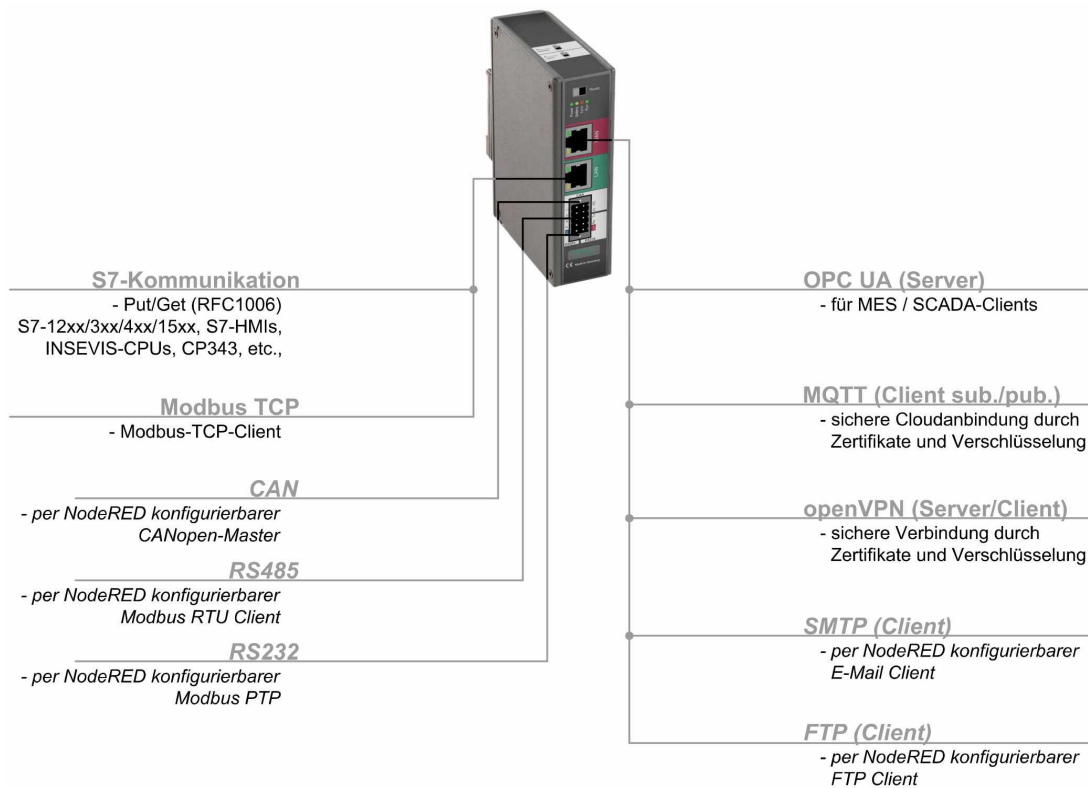 WAN
LAN
S7-Kommunikation
- Put/Get (RFC1006)
S7-12xx/3xx/4xx/15xx, S7-HMIs,
INSEVIS-CPUs, CP343, etc.,
Modbus TCP
- Modbus-TCP-Client
CAN
- per NodeRED konfigurierbarer
CANopen-Master
RS485
- per NodeRED konfigurierbarer
Modbus RTU Client
RS232
- per NodeRED konfigurierbarer
Modbus PTP
OPC UA (Server)
- für MES / SCADA-Clients
MQTT (Client sub./pub.)
- sichere Cloudanbindung durch
Zertifikate und Verschlüsselung
openVPN (Server/Client)
- sichere Verbindung durch
Zertifikate und Verschlüsselung
SMTP (Client)
- per NodeRED konfigurierbarer
E-Mail Client
FTP (Client)
- per NodeRED konfigurierbarer
FTP Client